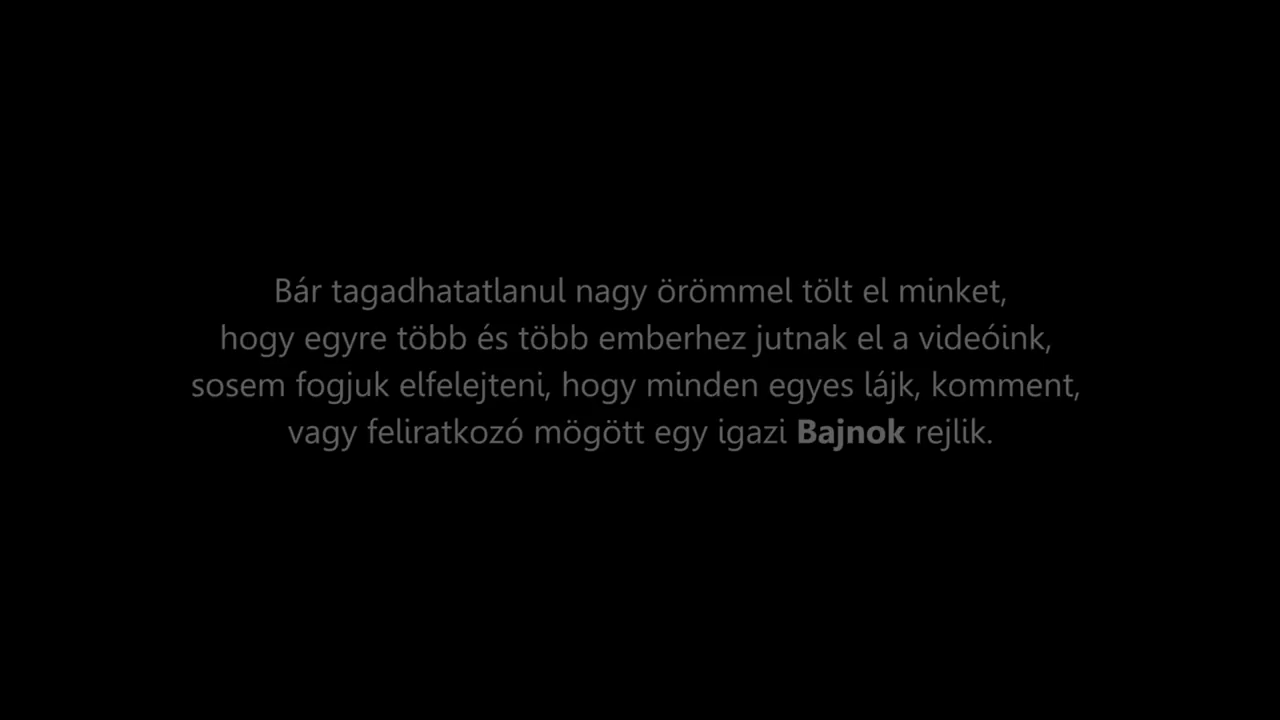 Bár tagadhatatlanul nagy örömmel tölt el minket,
hogy egyre több és több emberhez jutnak el a videóink,
sosem fogjuk elfelejteni, hogy minden egyes lájk, komment,
vagy feliratkozó mögött egy igazi Bajnok rejlik.